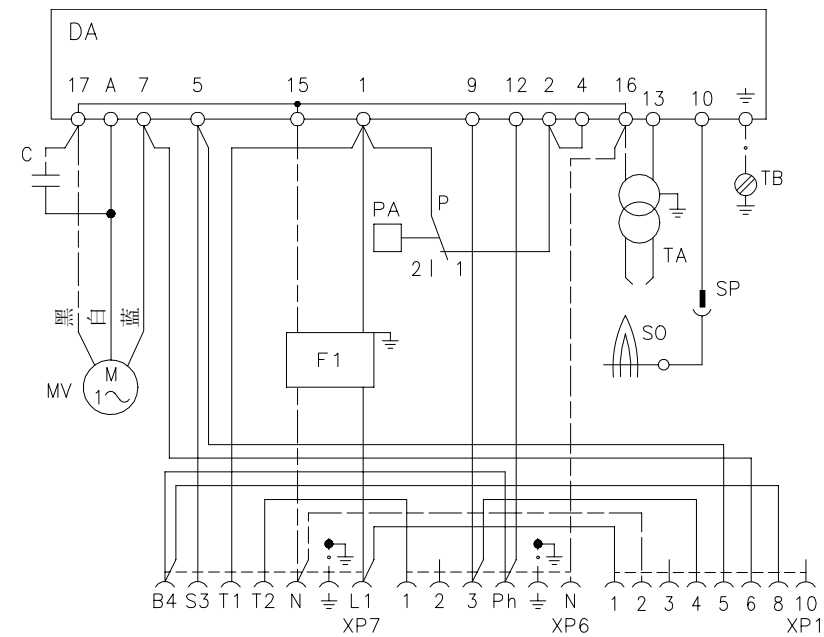 DA
17 A 7 5 15 1 9 12 2 4 16 13 10
C
TB
PA P
2 1
TA
SP
黑 白 蓝
F1
SO
MV
M
1
B4 S3 T1 T2 N L1 1 2 3 Ph N 1 2 3 4 5 6 8 10
XP7 XP6 XP1